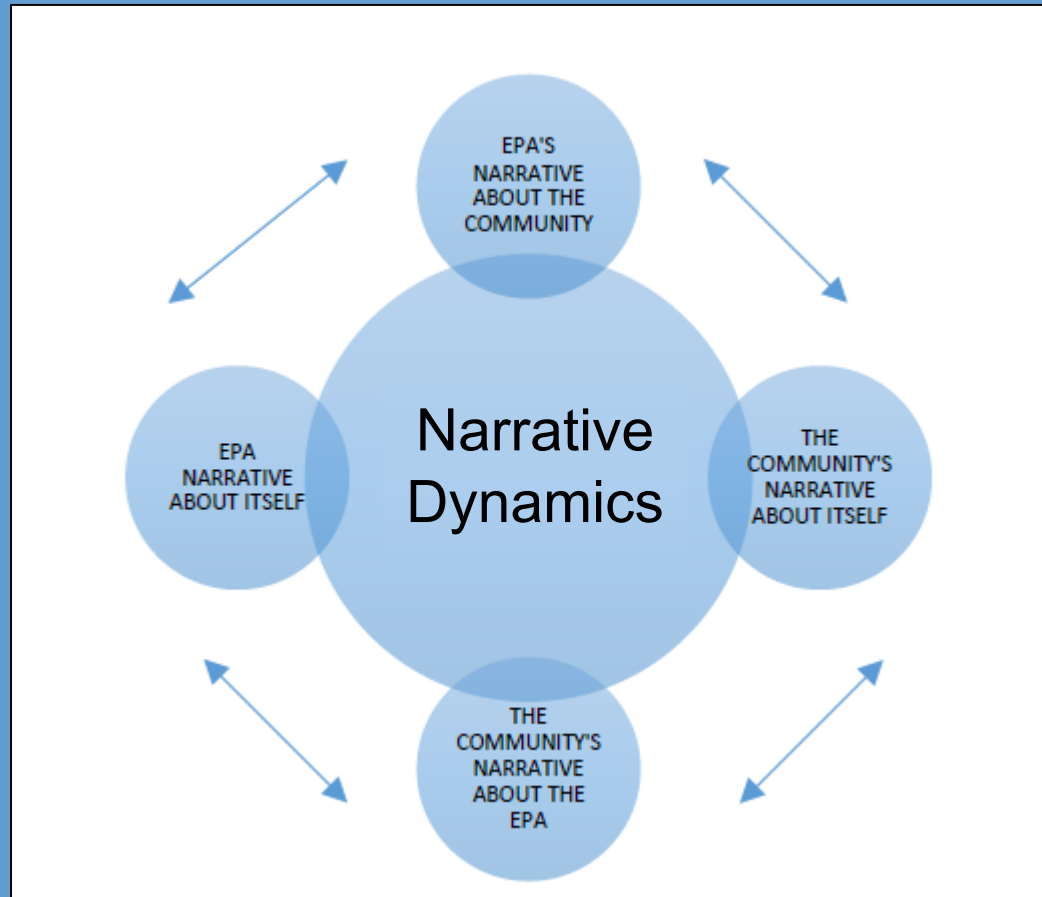 EPA'S
NARRATIVE
ABOUT THE
COMMUNITY
EPA
NARRATIVE
ABOUT ITSELF
Narrative
Dynamics
THE
COMMUNITY'S
NARRATIVE
ABOUT ITSELF
THE
COMMUNITY'S
NARRATIVE
ABOUT THE
EPA